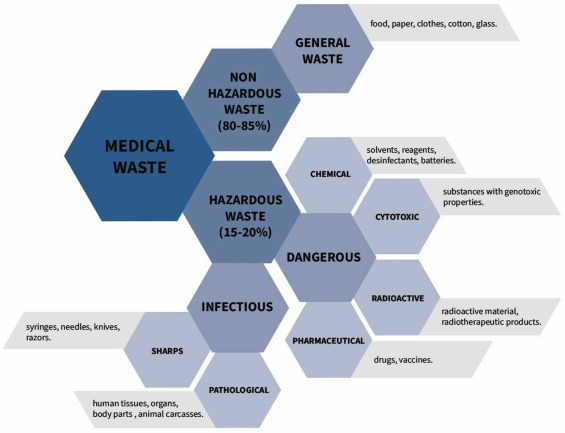 GENERAL
WASTE
food, paper, clothes, cotton, glass.
NON
HAZARDOUS
WASTE
(80-85%)
MEDICAL
WASTE
HAZARDOUS
WASTE
(15-20%)
CHEMICAL
solvents, reagents,
desinfectants, batteries.
CYTOTOXIC
substances with genotoxic
properties.
DANGEROUS
RADIOACTIVE
radioactive material,
radiotherapeutic products.
PHARMACEUTICAL
drugs, vaccines.
INFECTIOUS
SHARPS
syringes, needles, knives,
razors.
PATHOLOGICAL
human tissues, organs,
body parts , animal carcasses.